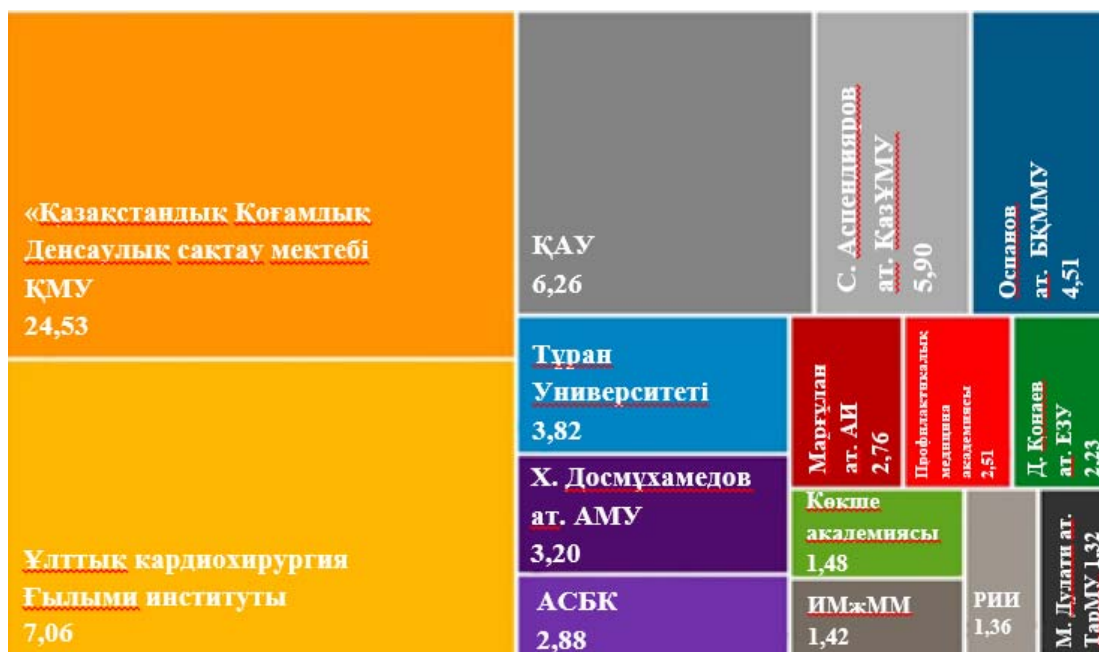 «Қазақстандық Қоғамдық
Денсаулық сақтау мектебі
ҚМУ
24,53
Ұлттық кардиохирургия
Ғылыми институты
7,06
ҚАУ
6,26
С. Аспендияров
ат. ҚазҰМУ
5,90
Оспанов
ат. БҚММУ
4,51
Тұран
Университеті
3,82
Х. Досмұхамедов
ат. АМУ
3,20
АСБК
2,88
Марғұлан
ат. АИ
2,76
Профилактикалық
медицина
академиясы
2,51
Д. Қонаев
ат. ЕЗУ
2,23
Көкше
академиясы
1,48
ИМжММ
1,42
РИИ
1,36
М. Дулати ат.
ТарМУ 1,32